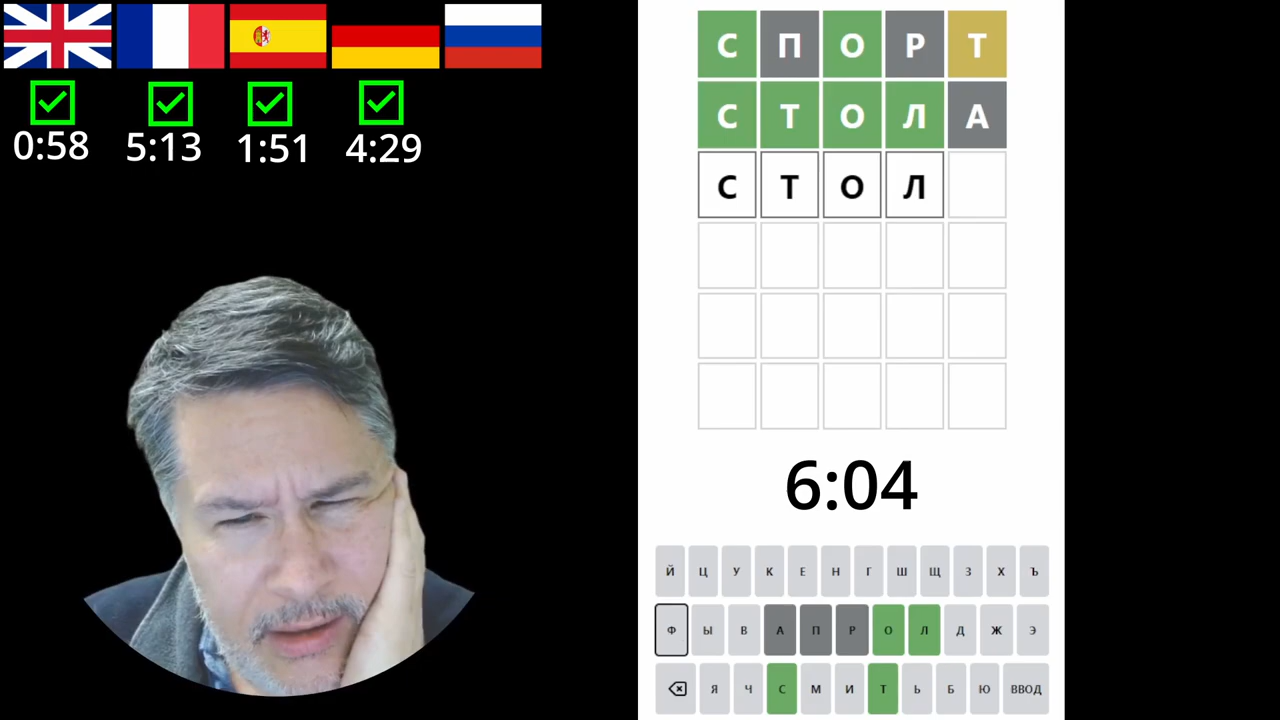 0:58 5:13 1:51 4:29
С П О Р Т
С Т О Л А
С Т О Л
6:04
Й Ц У К Е Н Г Ш Щ З Х Ъ
Ф Ы В А П Р О Л Д Ж Э
Я Ч С М И Т Ь Б Ю ВВОД